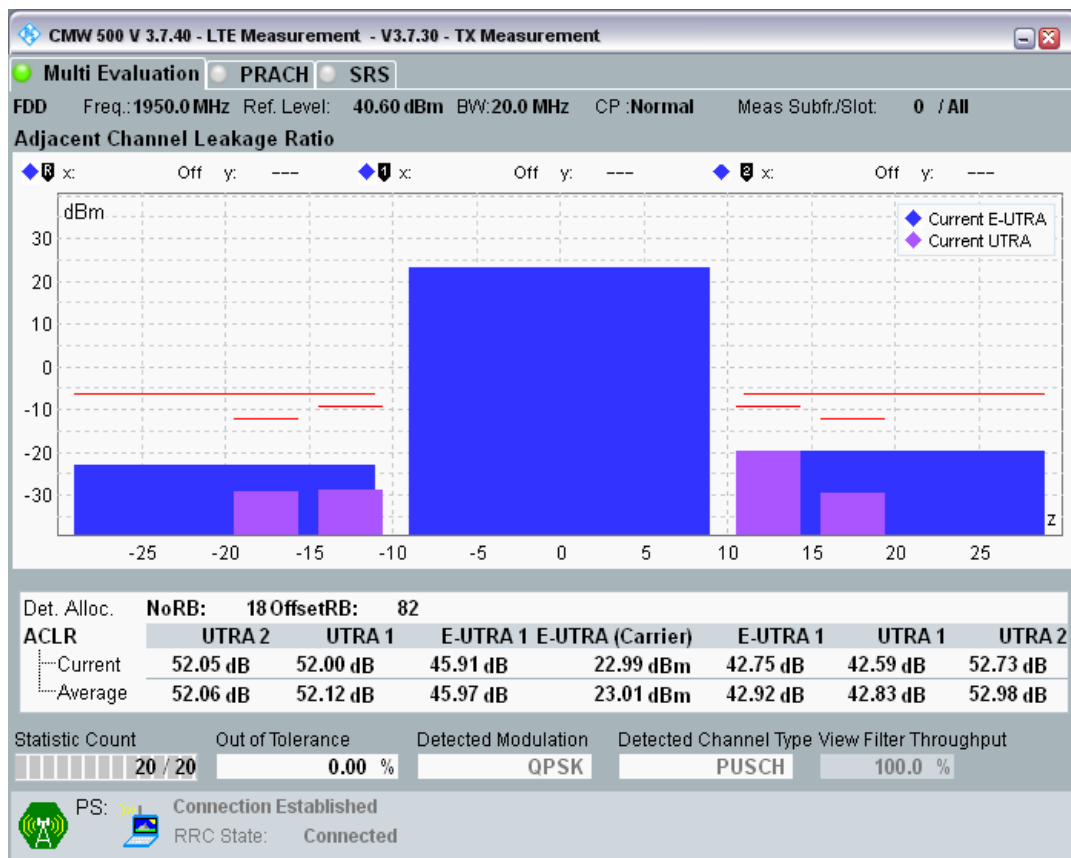 CMW 500 V 3.7.40 - LTE Measurement - V3.7.30 - TX Measurement
Multi Evaluation PRACH SRS
FDD Freq.:1950.0 MHz Ref. Level: 40.60 dBm BW:20.0 MHz CP :Normal Meas Subfr./Slot: 0 / All
Adjacent Channel Leakage Ratio
R x: Off y: --- 1 x: Off y: --- 2 x: Off y: ---
dBm
Current E-UTRA
Current UTRA
30
20
10
0
-10
-20
-30
z
-25 -20 -15 -10 -5 0 5 10 15 20 25
Det. Alloc. NoRB: 18 OffsetRB: 82
ACLR UTRA 2 UTRA 1 E-UTRA 1 E-UTRA (Carrier) E-UTRA 1 UTRA 1 UTRA 2
Current 52.05 dB 52.00 dB 45.91 dB 22.99 dBm 42.75 dB 42.59 dB 52.73 dB
Average 52.06 dB 52.12 dB 45.97 dB 23.01 dBm 42.92 dB 42.83 dB 52.98 dB
Statistic Count Out of Tolerance Detected Modulation Detected Channel Type View Filter Throughput
20 / 20 0.00 % QPSK PUSCH 100.0 %
PS: Connection Established
RRC State: Connected